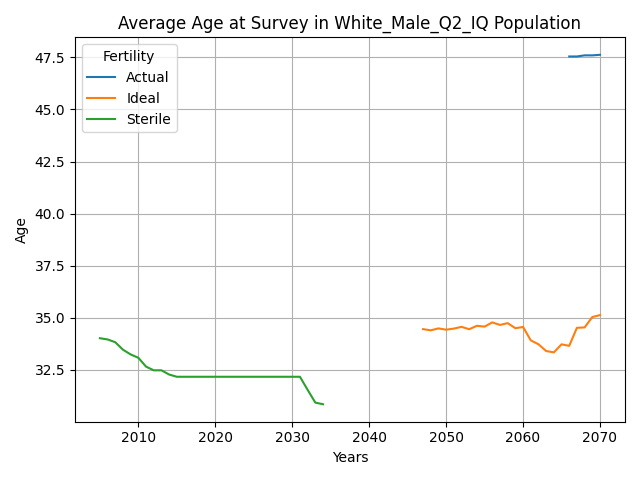 Average Age at Survey in White_Male_Q2_IQ Population
Fertility
Actual
Ideal
Sterile
47.5
45.0
42.5
40.0
37.5
35.0
32.5
Age
2010 2020 2030 2040 2050 2060 2070
Years